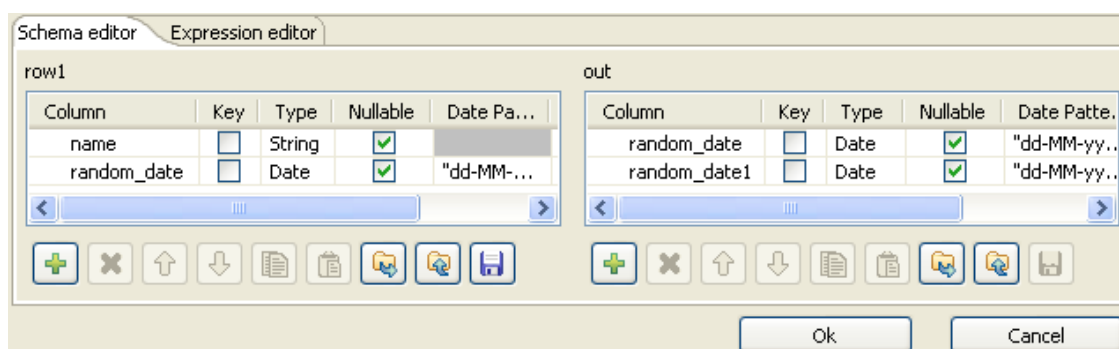 Schema editor Expression editor
row1
Column Key Type Nullable Date Pa...
name String
random_date Date "dd-MM-...
out
Column Key Type Nullable Date Patte.
random_date Date "dd-MM-yy..
random_date1 Date "dd-MM-yy..
Ok Cancel